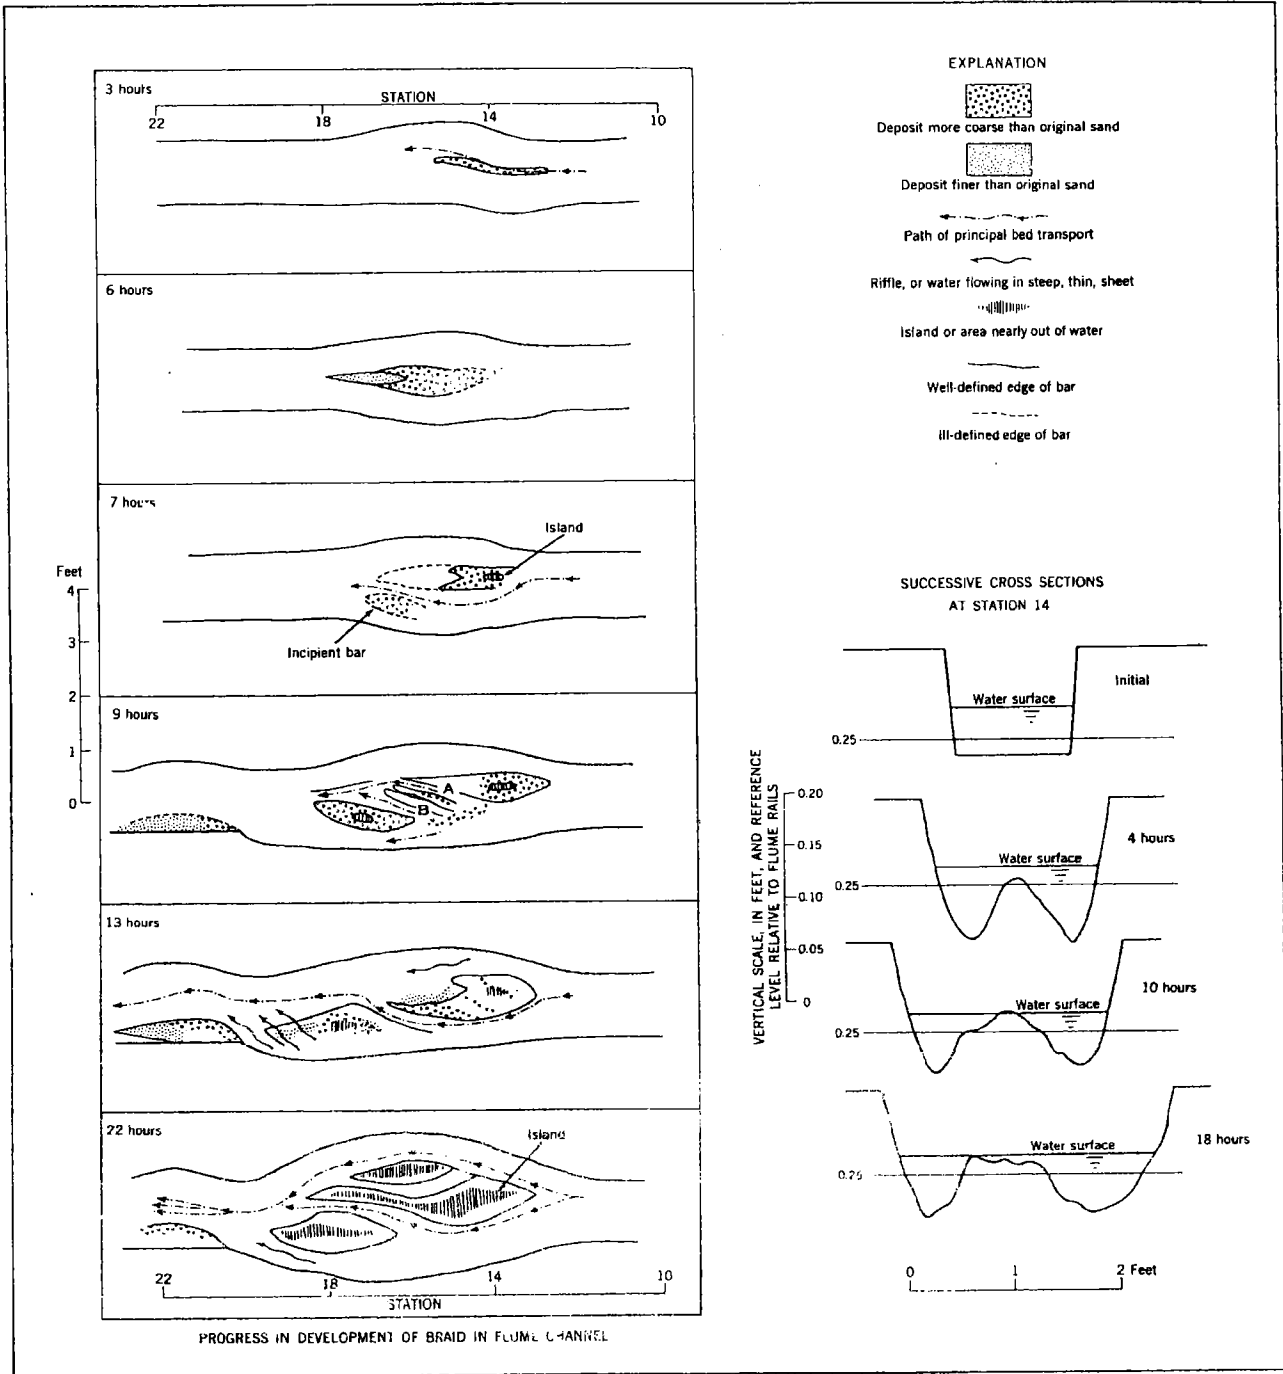 3 hours
STATION
22 18 14 10
6 hours
7 hours
Island
Incipient bar
Feet
4
3
2
1
0
9 hours
A
B
13 hours
22 hours
Island
22 18 14 10
STATION
PROGRESS IN DEVELOPMENT OF BRAID IN FLUME CHANNEL
EXPLANATION
Deposit more coarse than original sand
Deposit finer than original sand
Path of principal bed transport
Riffle, or water flowing in steep, thin, sheet
Island or area nearly out of water
Well-defined edge of bar
Ill-defined edge of bar
SUCCESSIVE CROSS SECTIONS
AT STATION 14
Initial
Water surface
0.25
VERTICAL SCALE, IN FEET, AND REFERENCE
LEVEL RELATIVE TO FLUME RAILS
0.20
0.15
0.10
0.05
0
4 hours
Water surface
0.25
10 hours
Water surface
0.25
18 hours
Water surface
0.25
0 1 2 Feet